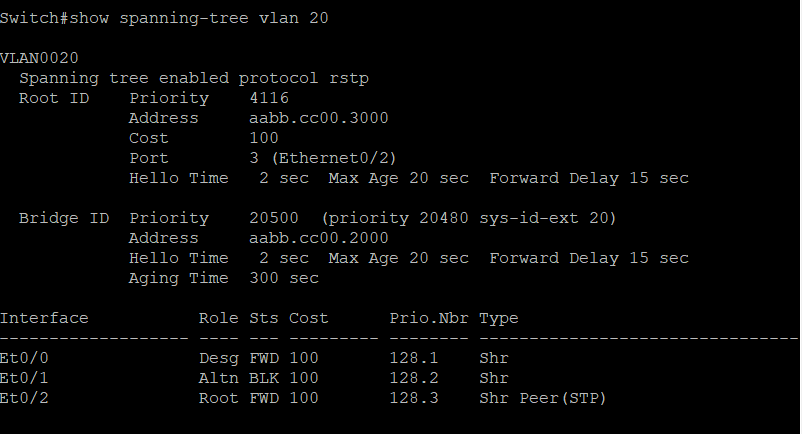 Switch#show spanning-tree vlan 20
VLAN0020
  Spanning tree enabled protocol rstp
  Root ID    Priority    4116
             Address     aabb.cc00.3000
             Cost        100
             Port        3 (Ethernet0/2)
             Hello Time   2 sec  Max Age 20 sec  Forward Delay 15 sec
  Bridge ID  Priority    20500  (priority 20480 sys-id-ext 20)
             Address     aabb.cc00.2000
             Hello Time   2 sec  Max Age 20 sec  Forward Delay 15 sec
             Aging Time  300 sec
Interface           Role Sts Cost      Prio.Nbr Type
------------------- ---- --- --------- -------- --------------------------------
Et0/0               Desg FWD 100       128.1    Shr
Et0/1               Altn BLK 100       128.2    Shr
Et0/2               Root FWD 100       128.3    Shr Peer(STP)